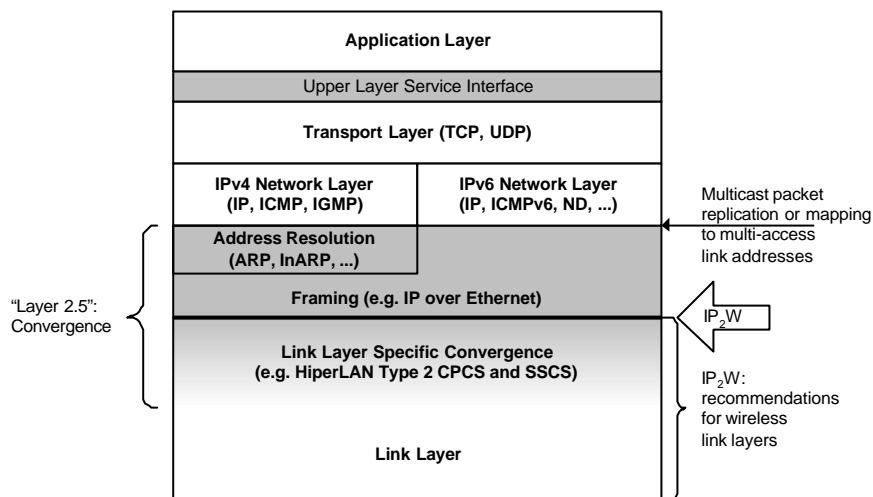 Application Layer
Upper Layer Service Interface
Transport Layer (TCP, UDP)
IPv4 Network Layer
(IP, ICMP, IGMP)
IPv6 Network Layer
(IP, ICMPv6, ND, ...)
Multicast packet
replication or mapping
to multi-access
link addresses
Address Resolution
(ARP, InARP, ...)
Framing (e.g. IP over Ethernet)
“Layer 2.5”:
Convergence
IP₂W
Link Layer Specific Convergence
(e.g. HiperLAN Type 2 CPCS and SSCS)
IP₂W:
recommendations
for wireless
link layers
Link Layer